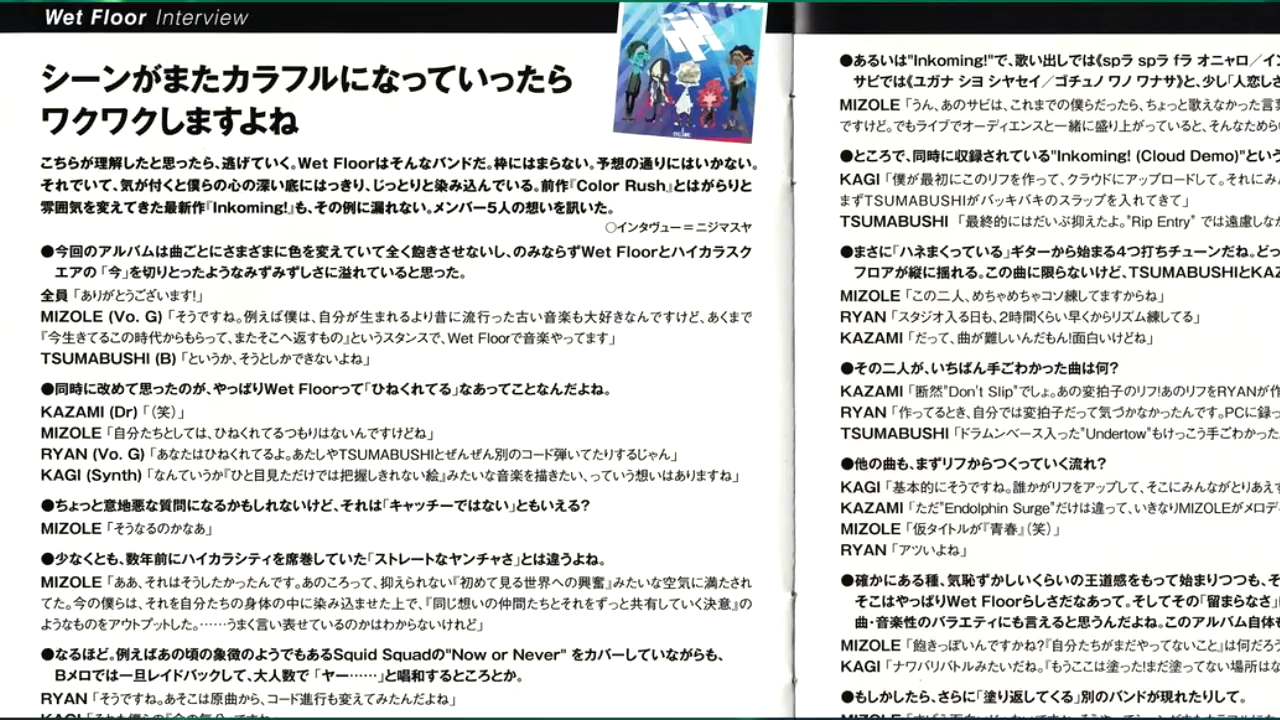 Wet Floor Interview
シーンがまたカラフルになっていったら
ワクワクしますよね
こちらが理解したと思ったら、逃げていく。Wet Floorはそんなバンドだ。枠にはまらない。予想の通りにはいかない。
それでいて、気が付くと僕らの心の深い底にはっきり、じっとりと染み込んでいる。前作『Color Rush』とはがらりと
雰囲気を変えてきた最新作『Inkoming!』も、その例に漏れない。メンバー5人の想いを訊いた。
○インタヴュー＝ニジマスヤ
●今回のアルバムは曲ごとにさまざまに色を変えていて全く飽きさせないし、のみならずWet Floorとハイカラスク
エアの「今」を切りとったようなみずみずしさに溢れていると思った。
全員「ありがとうございます!」
MIZOLE (Vo. G)「そうですね。例えば僕は、自分が生まれるより昔に流行った古い音楽も大好きなんですけど、あくまで
『今生きてるこの時代からもらって、またそこへ返すもの』というスタンスで、Wet Floorで音楽やってます」
TSUMABUSHI (B)「というか、そうとしかできないよね」
●同時に改めて思ったのが、やっぱりWet Floorって「ひねくれてる」なあってことなんだよね。
KAZAMI (Dr)「（笑）」
MIZOLE「自分たちとしては、ひねくれてるつもりはないんですけどね」
RYAN (Vo. G)「あなたはひねくれてるよ。あたしやTSUMABUSHIとぜんぜん別のコード弾いてたりするじゃん」
KAGI (Synth)「なんていうか『ひと目見ただけでは把握しきれない絵』みたいな音楽を描きたい、っていう想いはありますね」
●ちょっと意地悪な質問になるかもしれないけど、それは「キャッチーではない」ともいえる?
MIZOLE「そうなるのかなあ」
●少なくとも、数年前にハイカラシティを席巻していた「ストレートなヤンチャさ」とは違うよね。
MIZOLE「ああ、それはそうしたかったんです。あのころって、抑えられない『初めて見る世界への興奮』みたいな空気に満たされ
てた。今の僕らは、それを自分たちの身体の中に染み込ませた上で、『同じ想いの仲間たちとそれをずっと共有していく決意』の
ようなものをアウトプットした。……うまく言い表せているのかはわからないけれど」
●なるほど。例えばあの頃の象徴のようでもあるSquid Squadの"Now or Never" をカバーしていながらも、
Bメロでは一旦レイドバックして、大人数で「ヤー……」と唱和するところとか。
RYAN「そうですね。あそこは原曲から、コード進行も変えてみたんだよね」
●あるいは"Inkoming!"で、歌い出しでは《spラ spラ fラ オニャロ／イン
サビでは《ユガナ シヨ シヤセイ／ゴチュノ ワノ ワナサ》と、少し「人恋し
MIZOLE「うん、あのサビは、これまでの僕らだったら、ちょっと歌えなかった言
ですけど。でもライブでオーディエンスと一緒に盛り上がっていると、そんなためら
●ところで、同時に収録されている"Inkoming! (Cloud Demo)"という
KAGI「僕が最初にこのリフを作って、クラウドにアップロードして。それにみん
まずTSUMABUSHIがバッキバキのスラップを入れてきて」
TSUMABUSHI「最終的にはだいぶ抑えたよ。"Rip Entry" では遠慮しな
●まさに「ハネまくっている」ギターから始まる4つ打ちチューンだね。どっ
フロアが縦に揺れる。この曲に限らないけど、TSUMABUSHIとKAZ
MIZOLE「この二人、めちゃめちゃコソ練してますからね」
RYAN「スタジオ入る日も、2時間くらい早くからリズム練してる」
KAZAMI「だって、曲が難しいんだもん!面白いけどね」
●その二人が、いちばん手ごわかった曲は何?
KAZAMI「断然"Don't Slip"でしょ。あの変拍子のリフ!あのリフをRYANが作
RYAN「作ってるとき、自分では変拍子だって気づかなかったんです。PCに録っ
TSUMABUSHI「ドラムンベース入った"Undertow"もけっこう手ごわかった
●他の曲も、まずリフからつくっていく流れ?
KAGI「基本的にそうですね。誰かがリフをアップして、そこにみんながとりあえず
KAZAMI「ただ"Endolphin Surge"だけは違って、いきなりMIZOLEがメロデ
MIZOLE「仮タイトルが『青春』（笑）」
RYAN「アツいよね」
●確かにある種、気恥ずかしいくらいの王道感をもって始まりつつも、そ
そこはやっぱりWet Floorらしさだなあって。そしてその「留まらなさ」
曲・音楽性のバラエティにも言えると思うんだよね。このアルバム自体
MIZOLE「飽きっぽいんですかね?『自分たちがまだやってないこと』は何だろ
KAGI「ナワバリバトルみたいだね。『もうここは塗った!まだ塗ってない場所は
●もしかしたら、さらに「塗り返してくる」別のバンドが現れたりして。